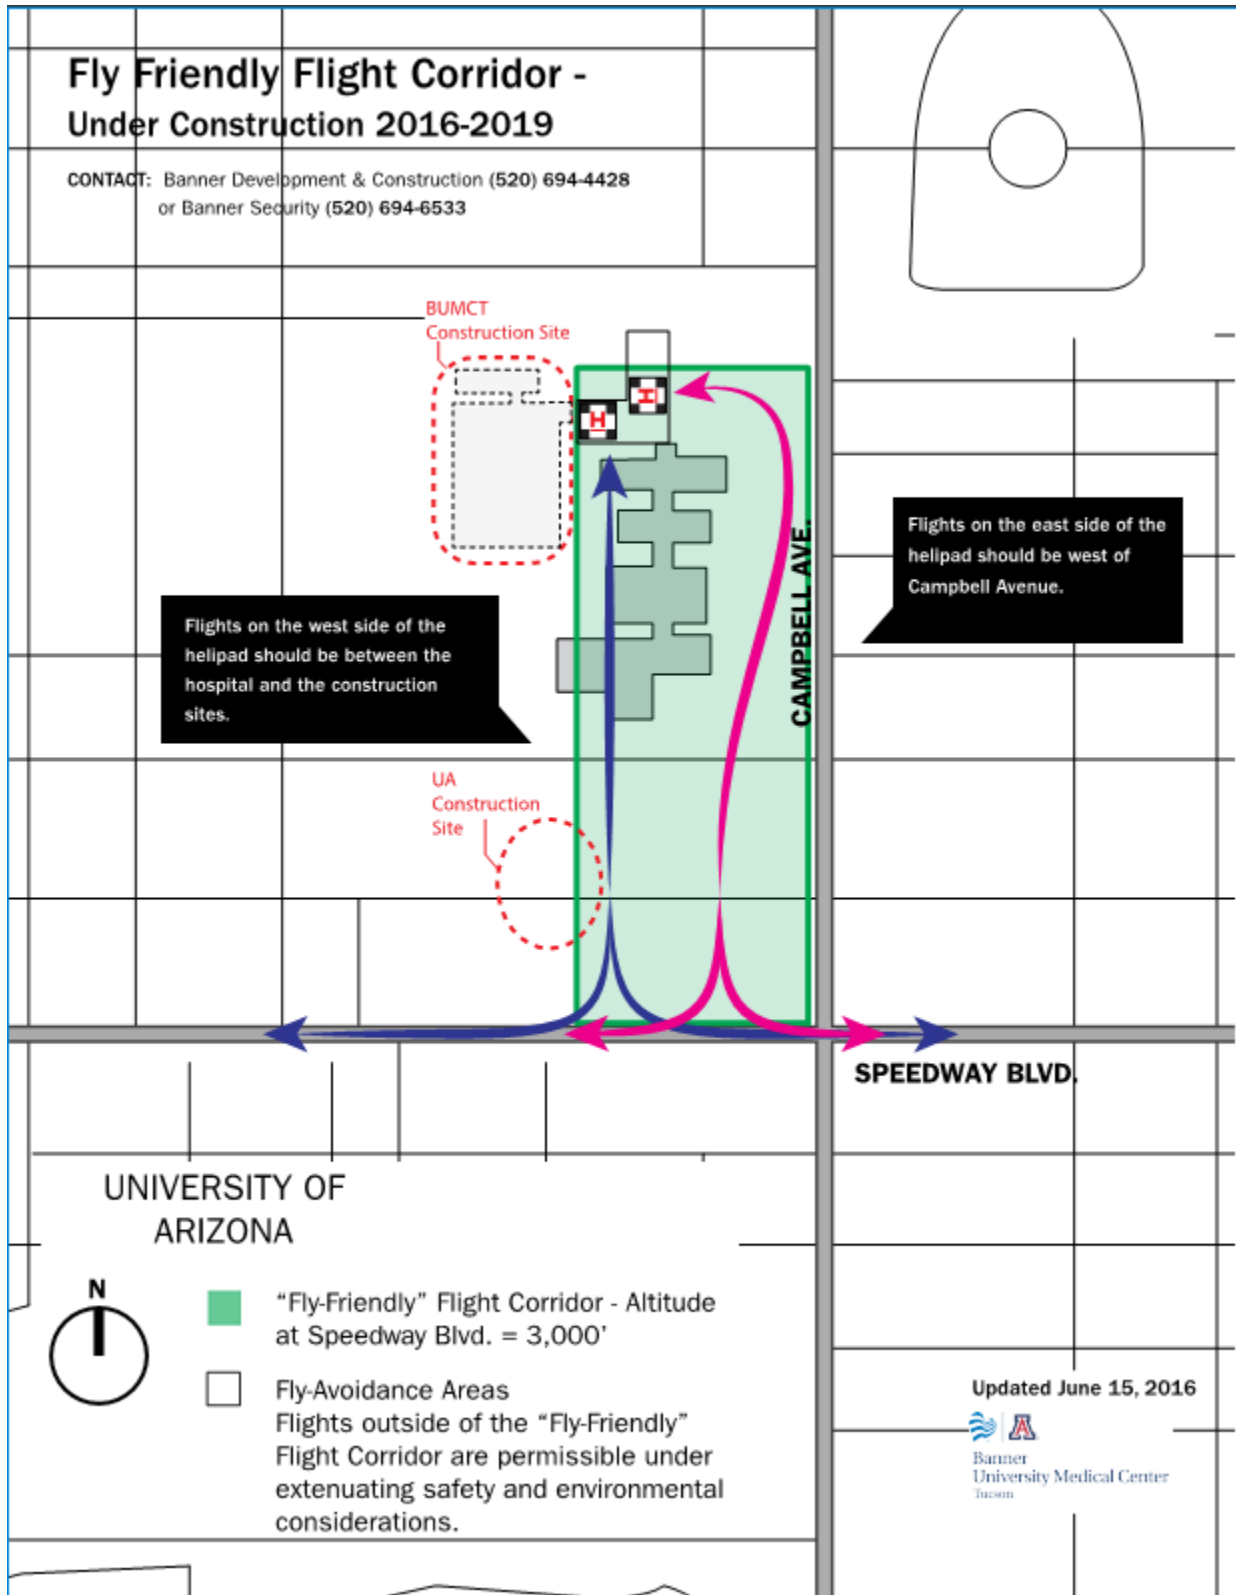 Fly Friendly Flight Corridor -
Under Construction 2016-2019
CONTACT: Banner Development & Construction (520) 694-4428
or Banner Security (520) 694-6533
BUMCT
Construction Site
H
H
Flights on the east side of the
helipad should be west of
Campbell Avenue.
CAMPBELL AVE.
Flights on the west side of the
helipad should be between the
hospital and the construction
sites.
UA
Construction
Site
SPEEDWAY BLVD.
UNIVERSITY OF
ARIZONA
N
“Fly-Friendly” Flight Corridor - Altitude
at Speedway Blvd. = 3,000’
Fly-Avoidance Areas
Flights outside of the “Fly-Friendly”
Flight Corridor are permissible under
extenuating safety and environmental
considerations.
Updated June 15, 2016
A
Banner
University Medical Center
Tucson